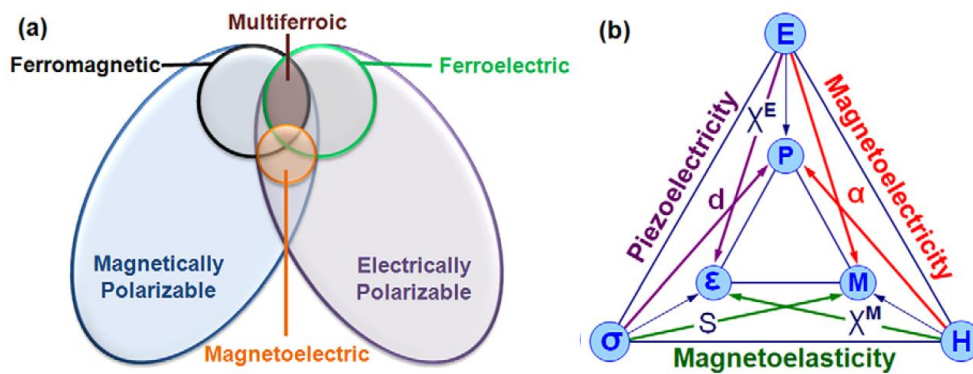 (a)
Multiferroic
Ferromagnetic
Ferroelectric
Magnetically
Polarizable
Electrically
Polarizable
Magnetoelectric
(b)
E
Piezoelectricity
Magnetoelectricity
χᴱ
P
d
α
ε
M
σ
S
χᴹ
H
Magnetoelasticity